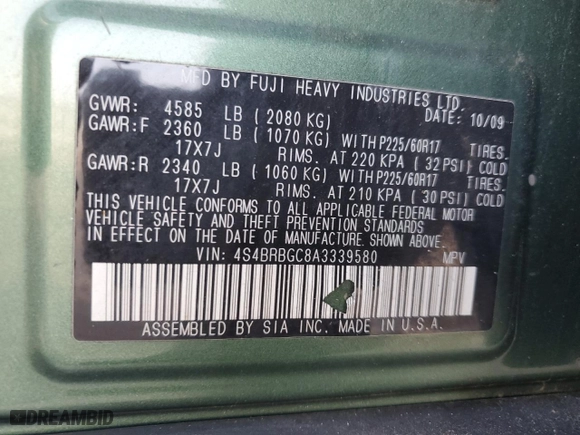 MFD BY FUJI HEAVY INDUSTRIES LTD.
GVWR: 4585 LB (2080 KG) DATE: 10/09
GAWR:F 2360 LB (1070 KG) WITH P225/60R17 TIRES.
17X7J RIMS. AT 220 KPA (32 PSI) COLD
GAWR:R 2340 LB (1060 KG) WITH P225/60R17 TIRES.
17X7J RIMS. AT 210 KPA (30 PSI) COLD
THIS VEHICLE CONFORMS TO ALL APPLICABLE FEDERAL MOTOR
VEHICLE SAFETY AND THEFT PREVENTION STANDARDS
IN EFFECT ON THE DATE OF MANUFACTURE SHOWN ABOVE.
VIN: 4S4BRBGC8A3339580 MPV
ASSEMBLED BY SIA INC. MADE IN U.S.A.
DREAMBID